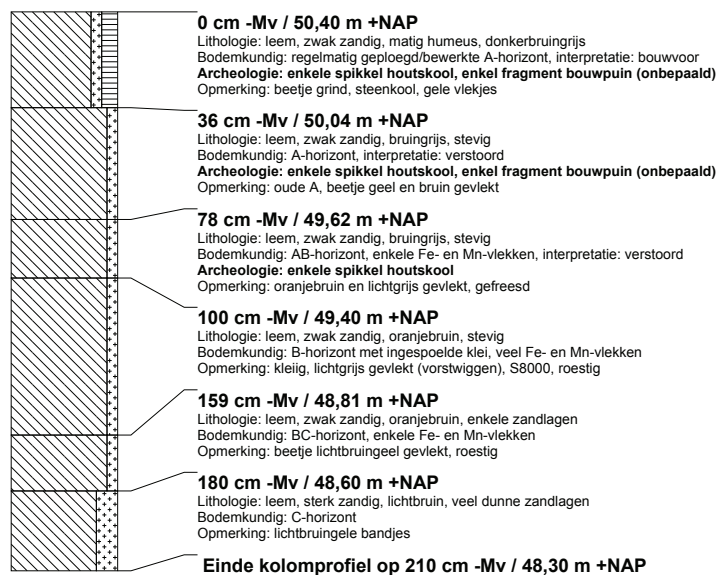 0 cm -Mv / 50,40 m +NAP
Lithologie: leem, zwak zandig, matig humeus, donkerbruingrijs
Bodemkundig: regelmatig geploegd/bewerkte A-horizont, interpretatie: bouwvoor
Archeologie: enkele spikkel houtskool, enkel fragment bouwpuin (onbepaald)
Opmerking: beetje grind, steenkool, gele vlekjes
36 cm -Mv / 50,04 m +NAP
Lithologie: leem, zwak zandig, bruingrijs, stevig
Bodemkundig: A-horizont, interpretatie: verstoord
Archeologie: enkele spikkel houtskool, enkel fragment bouwpuin (onbepaald)
Opmerking: oude A, beetje geel en bruin gevlekt
78 cm -Mv / 49,62 m +NAP
Lithologie: leem, zwak zandig, bruingrijs, stevig
Bodemkundig: AB-horizont, enkele Fe- en Mn-vlekken, interpretatie: verstoord
Archeologie: enkele spikkel houtskool
Opmerking: oranjebruin en lichtgrijs gevlekt, gefreesd
100 cm -Mv / 49,40 m +NAP
Lithologie: leem, zwak zandig, oranjebruin, stevig
Bodemkundig: B-horizont met ingespoelde klei, veel Fe- en Mn-vlekken
Opmerking: kleiig, lichtgrijs gevlekt (vorstwiggen), S8000, roestig
159 cm -Mv / 48,81 m +NAP
Lithologie: leem, zwak zandig, oranjebruin, enkele zandlagen
Bodemkundig: BC-horizont, enkele Fe- en Mn-vlekken
Opmerking: beetje lichtbruingeel gevlekt, roestig
180 cm -Mv / 48,60 m +NAP
Lithologie: leem, sterk zandig, lichtbruin, veel dunne zandlagen
Bodemkundig: C-horizont
Opmerking: lichtbruingele bandjes
Einde kolomprofiel op 210 cm -Mv / 48,30 m +NAP